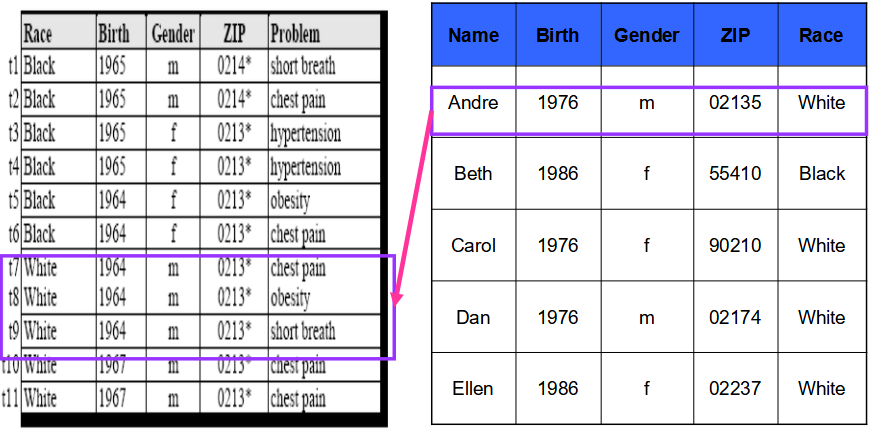 Race Birth Gender ZIP Problem
t1 Black 1965 m 0214* short breath
t2 Black 1965 m 0214* chest pain
t3 Black 1965 f 0213* hypertension
t4 Black 1965 f 0213* hypertension
t5 Black 1964 f 0213* obesity
t6 Black 1964 f 0213* chest pain
t7 White 1964 m 0213* chest pain
t8 White 1964 m 0213* obesity
t9 White 1964 m 0213* short breath
t10 White 1967 m 0213* chest pain
t11 White 1967 m 0213* chest pain
Name Birth Gender ZIP Race
Andre 1976 m 02135 White
Beth 1986 f 55410 Black
Carol 1976 f 90210 White
Dan 1976 m 02174 White
Ellen 1986 f 02237 White